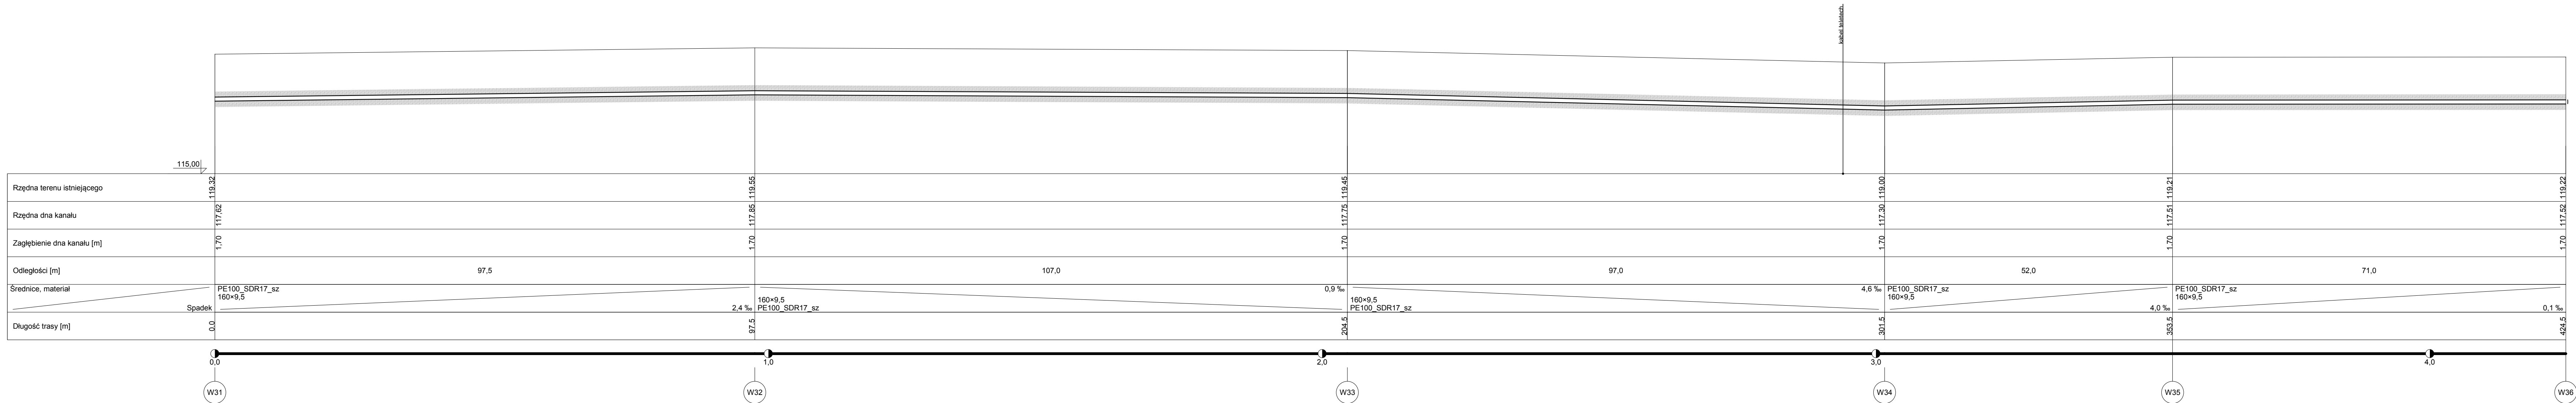 kabel teletech
115,00
Rzędna terenu istniejącego
119.32
119.55
119.45
119.00
119.21
119.22
Rzędna dna kanału
117,62
117.85
117.75
117.30
117.51
117.52
Zagłębienie dna kanału [m]
1,70
1.70
1.70
1.70
1.70
1.70
Odległości [m]
97,5
107,0
97,0
52,0
71,0
Średnice, materiał
Spadek
PE100_SDR17_sz
160×9,5
2,4 ‰
160×9,5
PE100_SDR17_sz
0,9 ‰
160×9,5
PE100_SDR17_sz
4,6 ‰
PE100_SDR17_sz
160×9,5
4,0 ‰
PE100_SDR17_sz
160×9,5
0,1 ‰
Długość trasy [m]
0.0
97.5
204.5
301.5
353.5
424.5
0,0
1,0
2,0
3,0
4,0
W31
W32
W33
W34
W35
W36